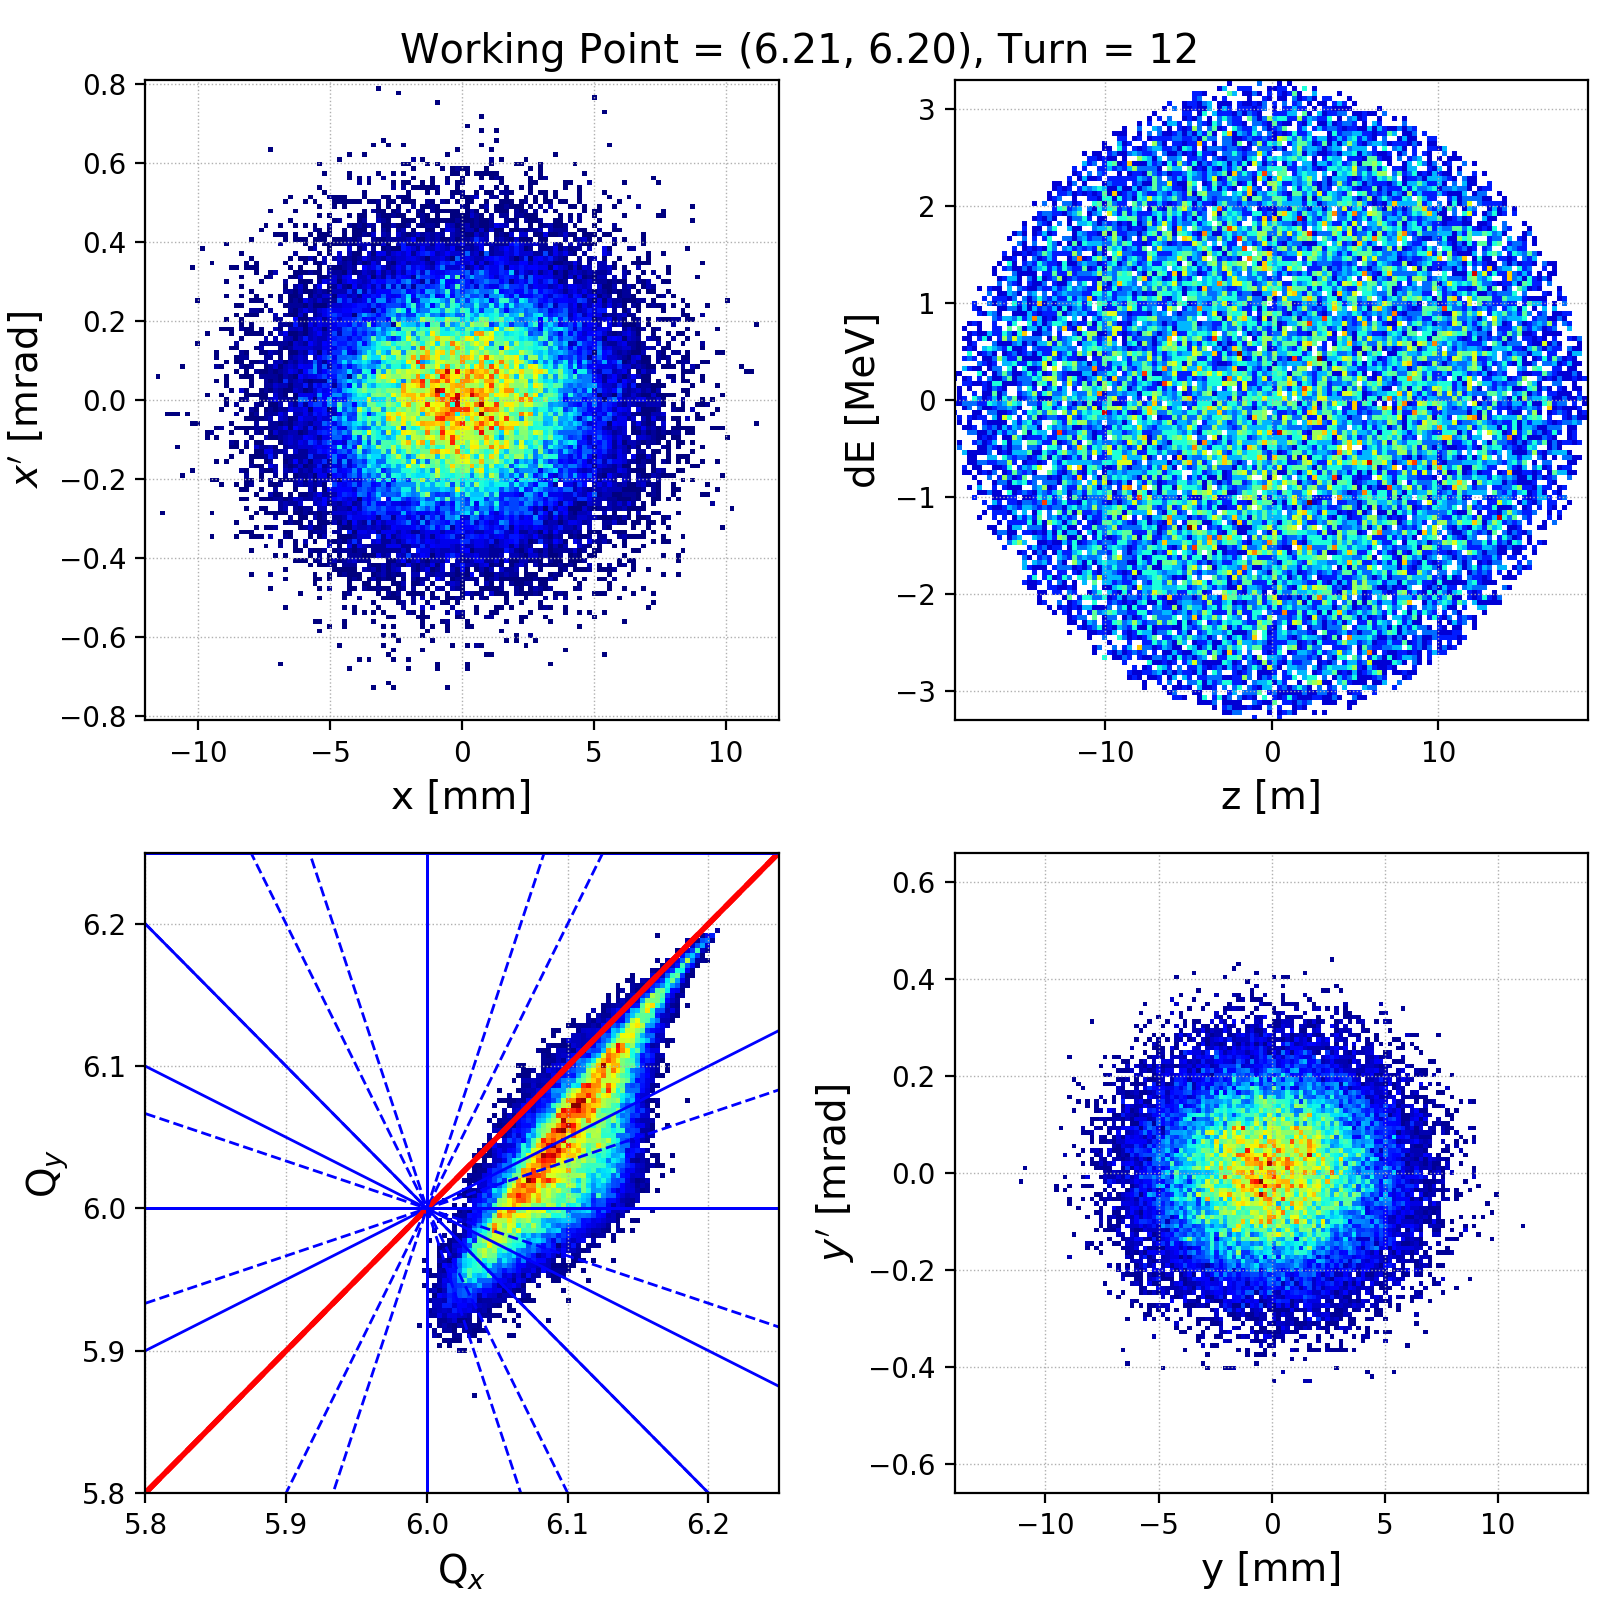 Working Point = (6.21, 6.20), Turn = 12
0.8
0.6
0.4
0.2
0.0
−0.2
−0.4
−0.6
−0.8
x′ [mrad]
−10 −5 0 5 10
x [mm]
3
2
1
0
−1
−2
−3
dE [MeV]
−10 0 10
z [m]
6.2
6.1
6.0
5.9
5.8
Qy
5.8 5.9 6.0 6.1 6.2
Qx
0.6
0.4
0.2
0.0
−0.2
−0.4
−0.6
y′ [mrad]
−10 −5 0 5 10
y [mm]